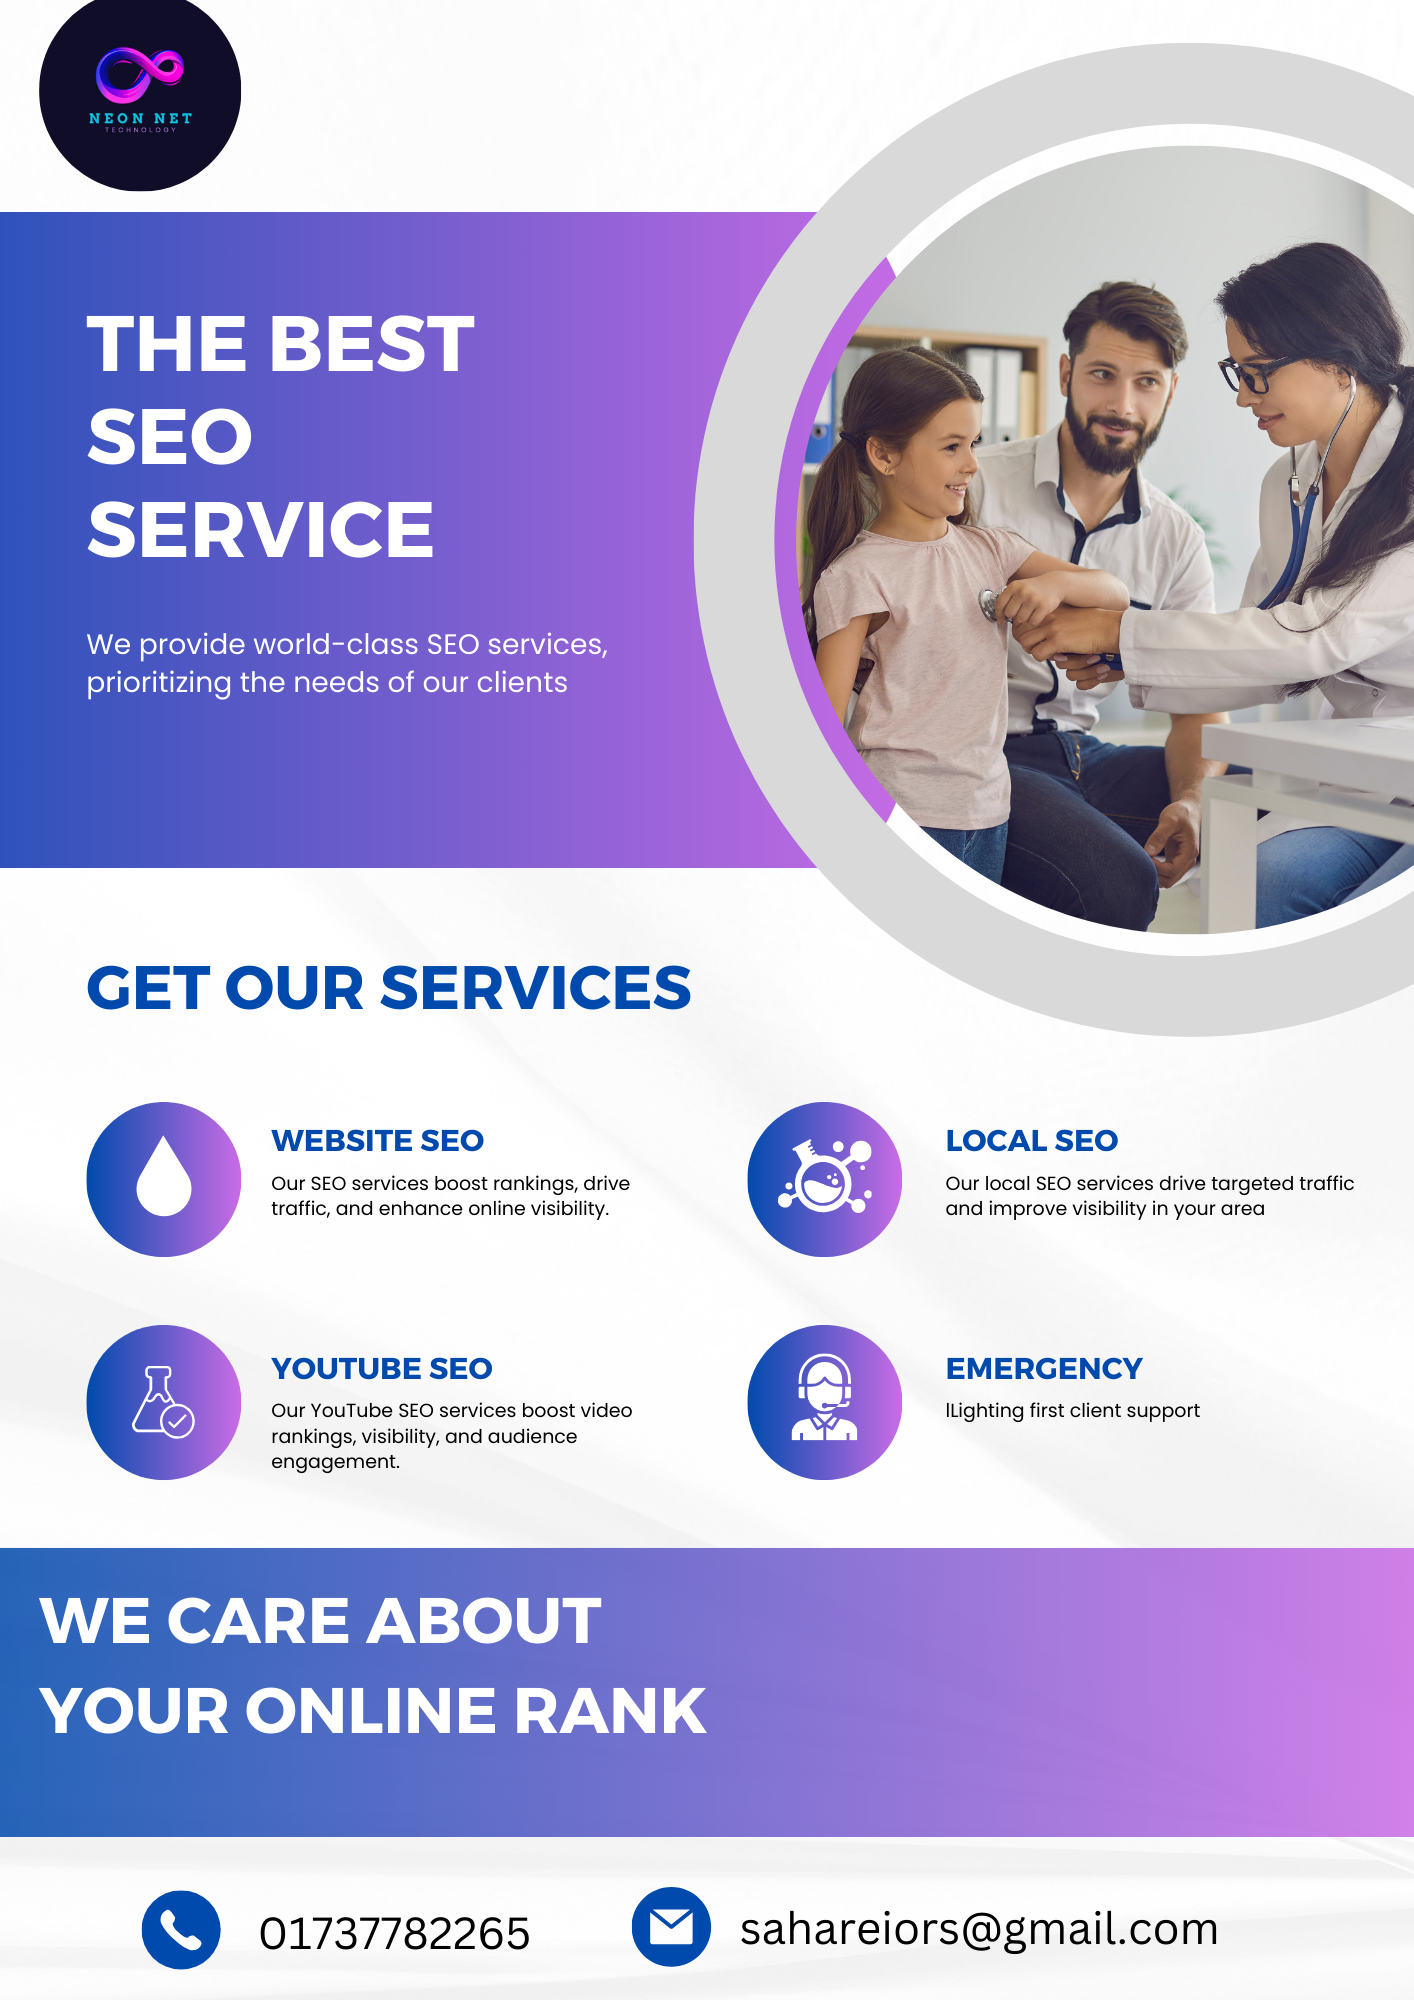 NEON NET
TECHNOLOGY
THE BEST
SEO
SERVICE
We provide world-class SEO services,
prioritizing the needs of our clients
GET OUR SERVICES
WEBSITE SEO
Our SEO services boost rankings, drive
traffic, and enhance online visibility.
LOCAL SEO
Our local SEO services drive targeted traffic
and improve visibility in your area
YOUTUBE SEO
Our YouTube SEO services boost video
rankings, visibility, and audience
engagement.
EMERGENCY
lLighting first client support
WE CARE ABOUT
YOUR ONLINE RANK
01737782265
sahareiors@gmail.com